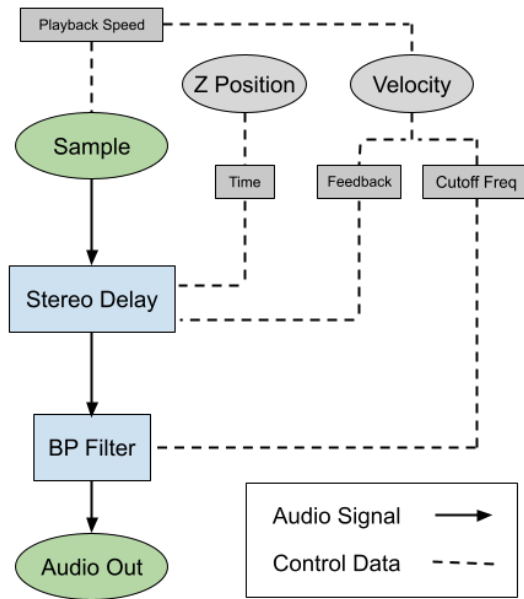 Playback Speed
Z Position
Velocity
Sample
Time
Feedback
Cutoff Freq
Stereo Delay
BP Filter
Audio Signal
Control Data
Audio Out